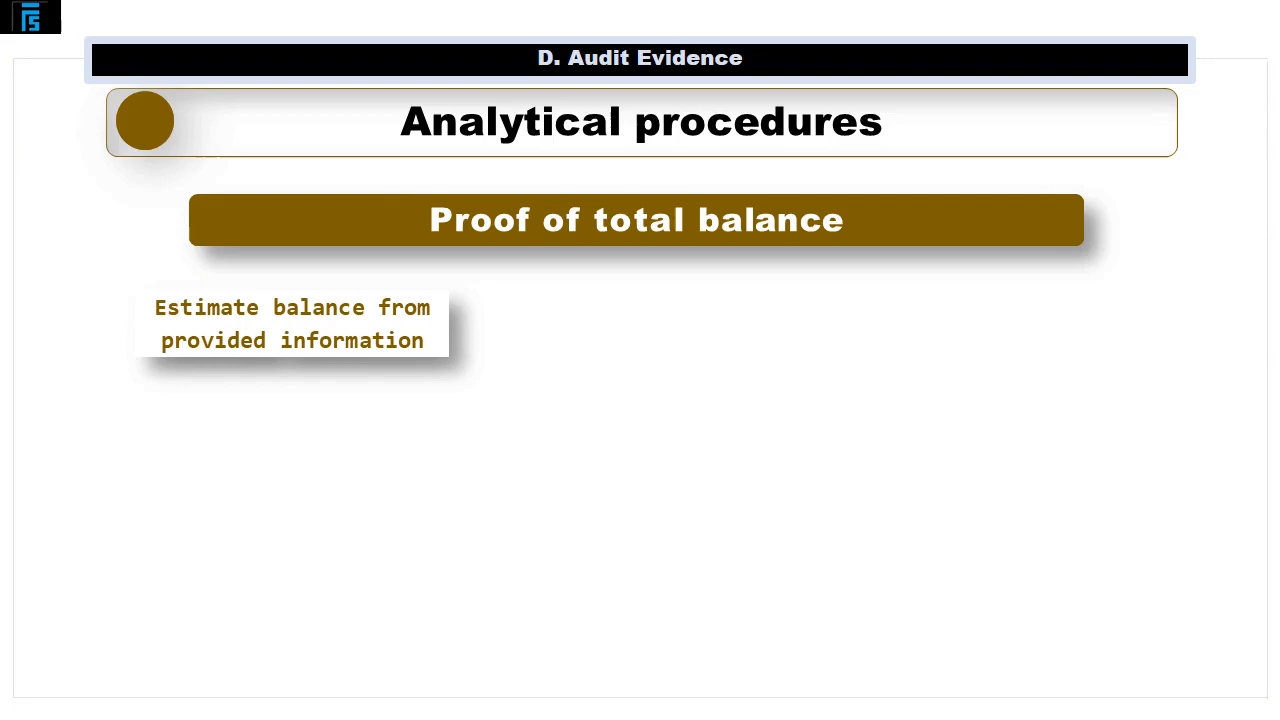 D. Audit Evidence
Analytical procedures
Proof of total balance
Estimate balance from
provided information